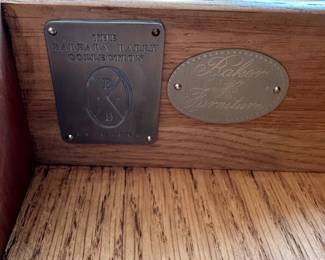 THE
BARBARA BARRY
COLLECTION
B
B
Baker
Furniture